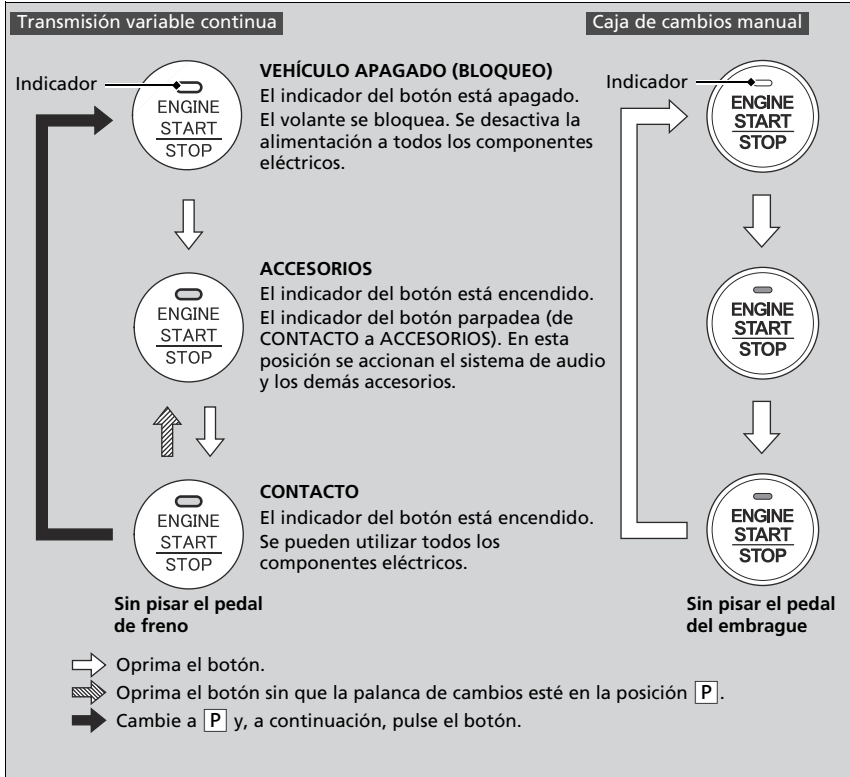 Transmisión variable continua
Caja de cambios manual
Indicador
ENGINE
START
STOP
VEHÍCULO APAGADO (BLOQUEO)
El indicador del botón está apagado.
El volante se bloquea. Se desactiva la
alimentación a todos los componentes
eléctricos.
Indicador
ENGINE
START
STOP
ENGINE
START
STOP
ACCESORIOS
El indicador del botón está encendido.
El indicador del botón parpadea (de
CONTACTO a ACCESORIOS). En esta
posición se accionan el sistema de audio
y los demás accesorios.
ENGINE
START
STOP
ENGINE
START
STOP
CONTACTO
El indicador del botón está encendido.
Se pueden utilizar todos los
componentes eléctricos.
ENGINE
START
STOP
Sin pisar el pedal
de freno
Sin pisar el pedal
del embrague
Oprima el botón.
Oprima el botón sin que la palanca de cambios esté en la posición P.
Cambie a P y, a continuación, pulse el botón.